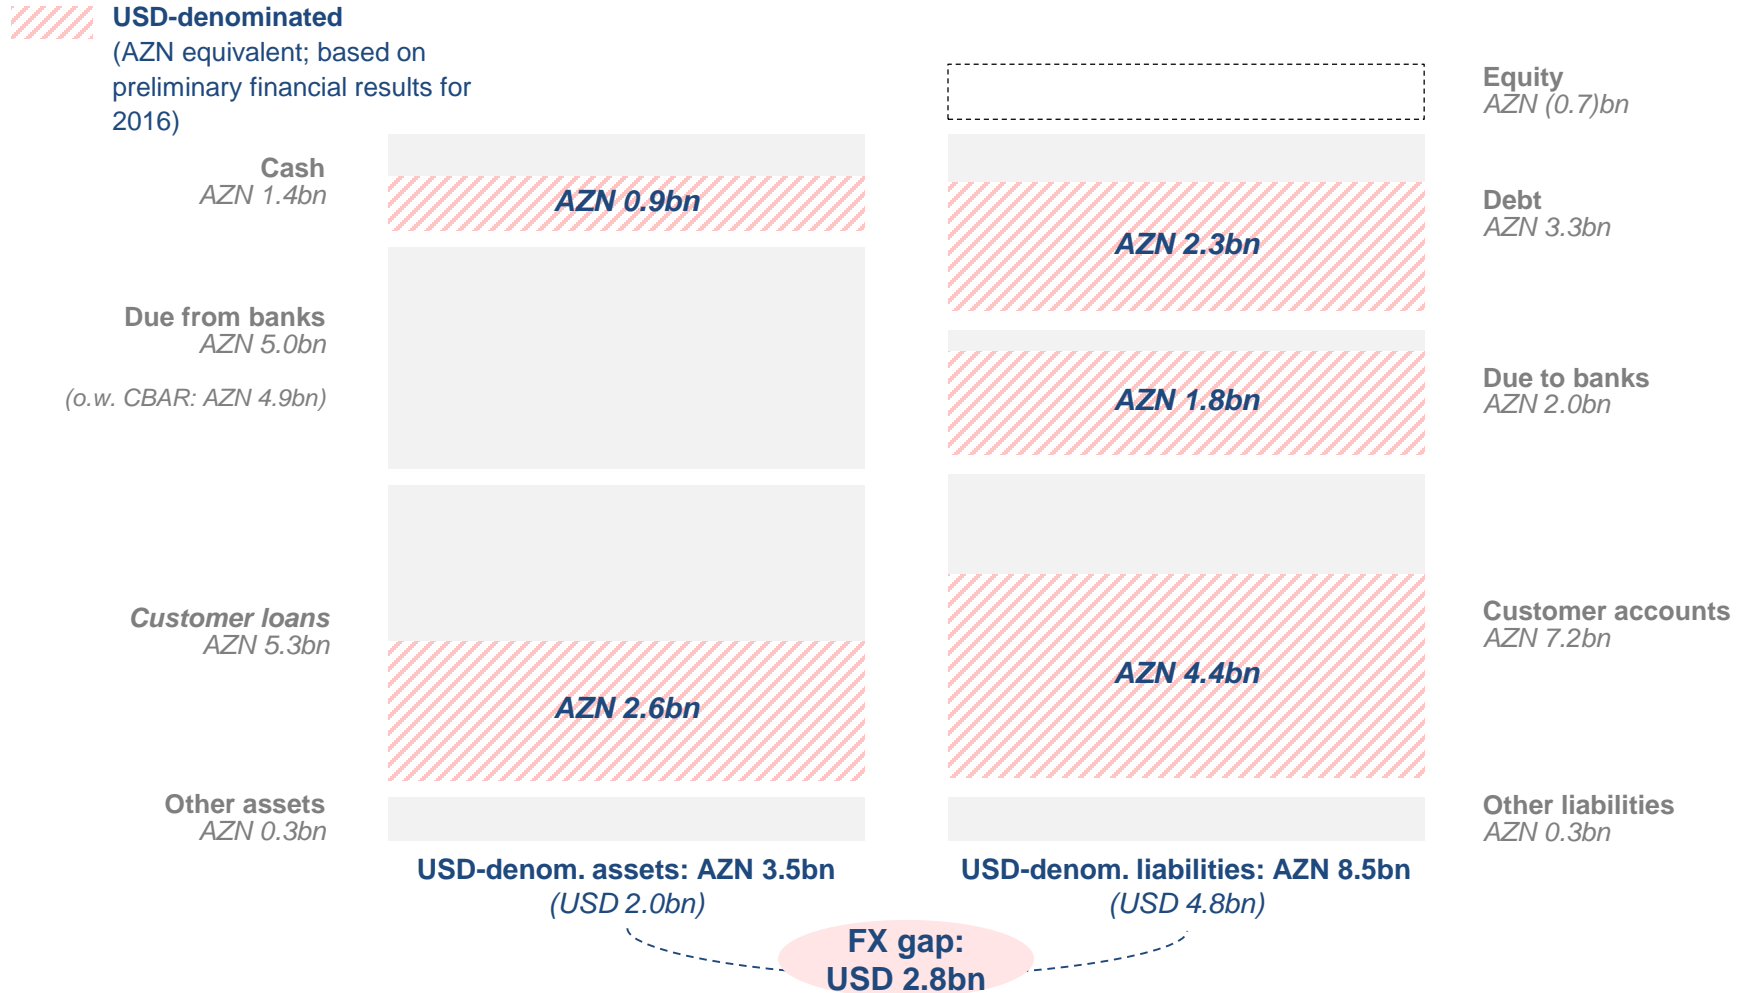 USD-denominated
(AZN equivalent; based on
preliminary financial results for
2016)
Cash
AZN 1.4bn
AZN 0.9bn
Due from banks
AZN 5.0bn
(o.w. CBAR: AZN 4.9bn)
Customer loans
AZN 5.3bn
AZN 2.6bn
Other assets
AZN 0.3bn
USD-denom. assets: AZN 3.5bn
(USD 2.0bn)
Equity
AZN (0.7)bn
Debt
AZN 3.3bn
AZN 2.3bn
Due to banks
AZN 2.0bn
AZN 1.8bn
Customer accounts
AZN 7.2bn
AZN 4.4bn
Other liabilities
AZN 0.3bn
USD-denom. liabilities: AZN 8.5bn
(USD 4.8bn)
FX gap:
USD 2.8bn